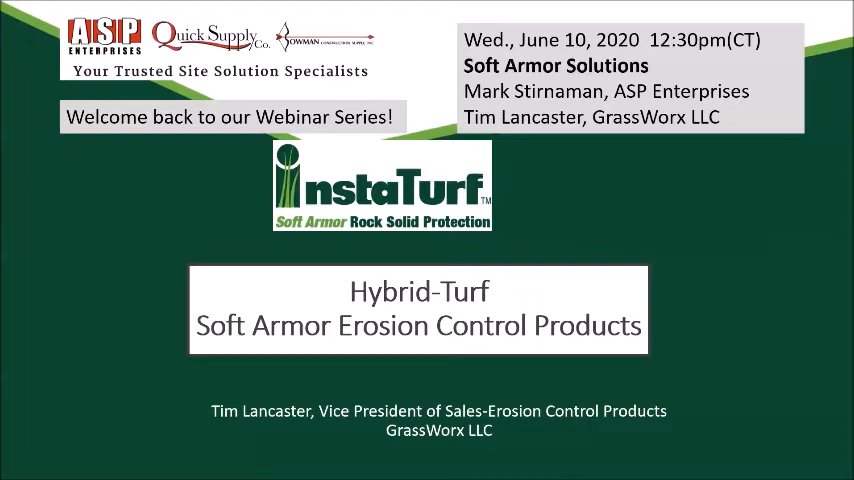 ASP
ENTERPRISES
Quick Supply Co.
BOWMAN CONSTRUCTION SUPPLY, INC
Your Trusted Site Solution Specialists
Welcome back to our Webinar Series!
Wed., June 10, 2020 12:30pm(CT)
Soft Armor Solutions
Mark Stirnaman, ASP Enterprises
Tim Lancaster, GrassWorx LLC
InstaTurf TM
Soft Armor Rock Solid Protection
Hybrid-Turf
Soft Armor Erosion Control Products
Tim Lancaster, Vice President of Sales-Erosion Control Products
GrassWorx LLC